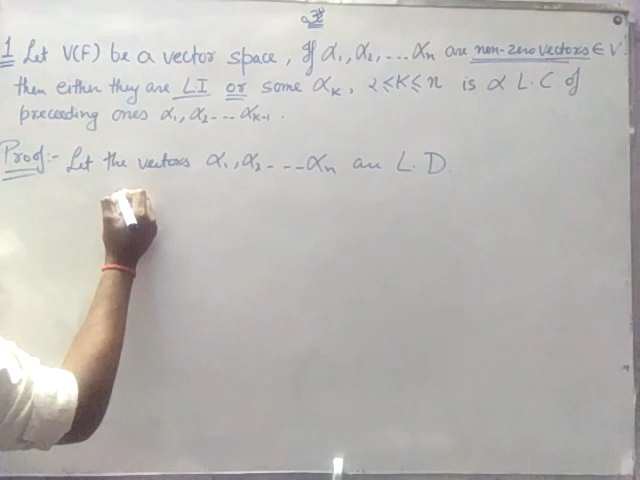 1 Let V(F) be a vector space, If α₁, α₂, ... αn are non-zero vectors ∈ V.
then either they are LI or some αK, 2≤K≤n is α L.C of
preceeding ones α₁, α₂ --- αK-1.
Proof:- Let the vectors α₁, α₂ - - - αn are L.D.